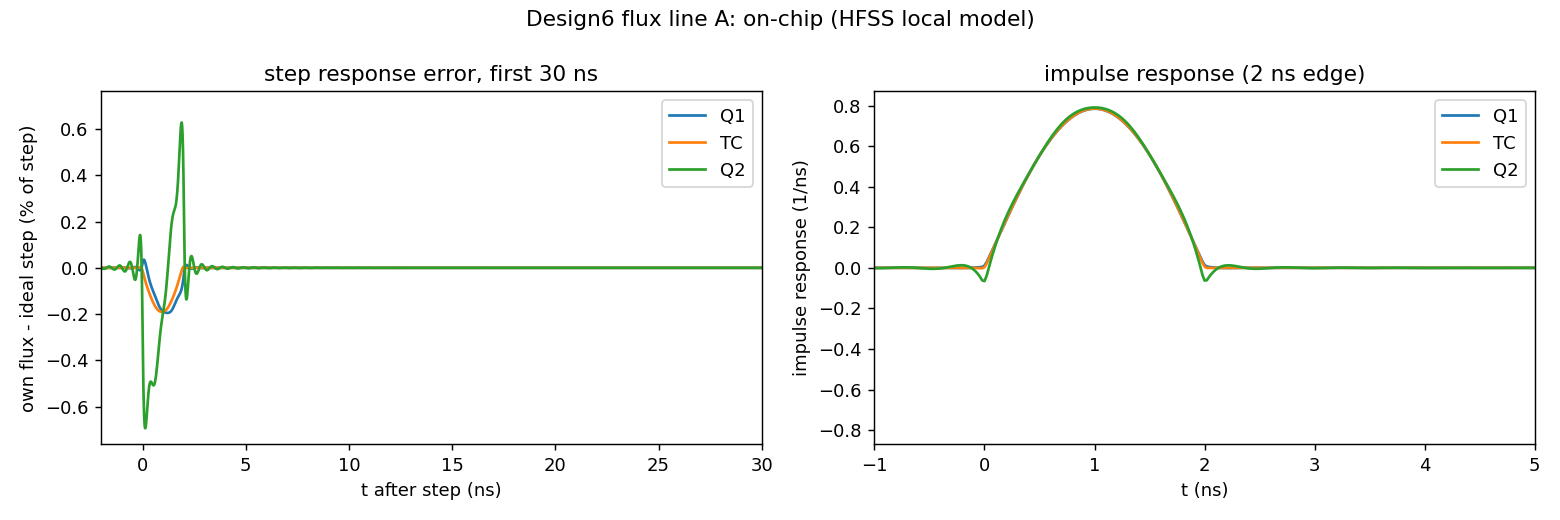 Design6 flux line A: on-chip (HFSS local model)
step response error, first 30 ns
own flux - ideal step (% of step)
0.6
0.4
0.2
0.0
−0.2
−0.4
−0.6
Q1
TC
Q2
0
5
10
15
20
25
30
t after step (ns)
impulse response (2 ns edge)
impulse response (1/ns)
0.8
0.6
0.4
0.2
0.0
−0.2
−0.4
−0.6
−0.8
Q1
TC
Q2
−1
0
1
2
3
4
5
t (ns)